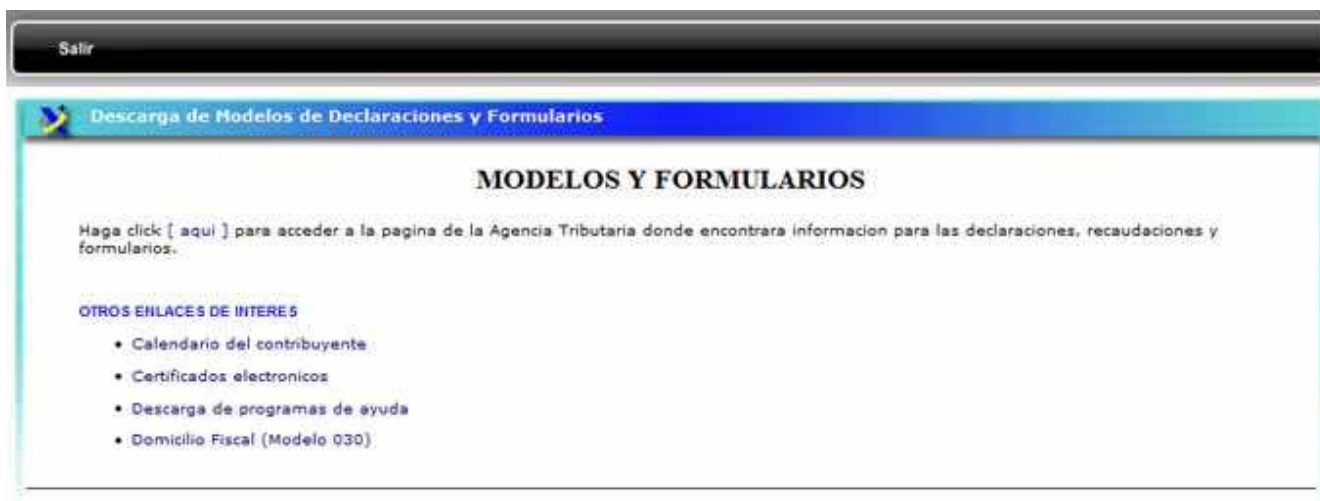 Salir
Descarga de Modelos de Declaraciones y Formularios
MODELOS Y FORMULARIOS
Haga click [ aqui ] para acceder a la pagina de la Agencia Tributaria donde encontrara informacion para las declaraciones, recaudaciones y
formularios.
OTROS ENLACES DE INTERES
• Calendario del contribuyente
• Certificados electronicos
• Descarga de programas de ayuda
• Domicilio Fiscal (Modelo 030)